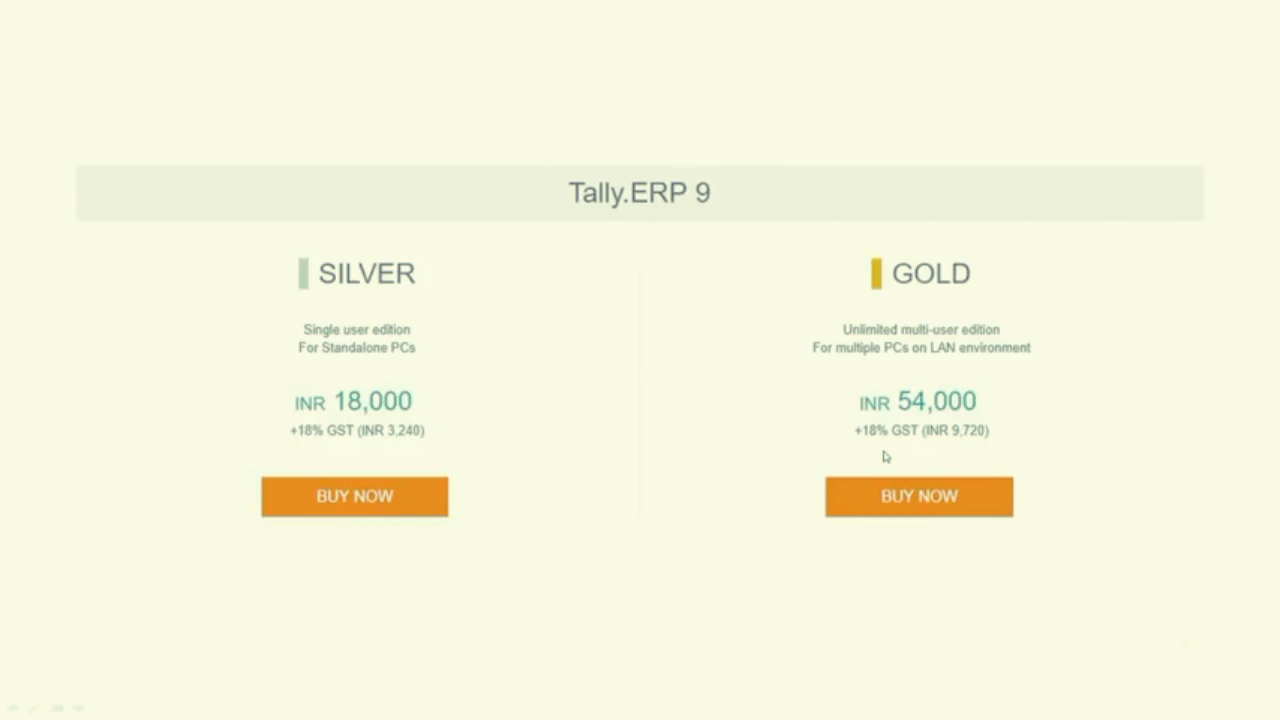 Tally.ERP 9
SILVER
Single user edition
For Standalone PCs
INR 18,000
+18% GST (INR 3,240)
BUY NOW
GOLD
Unlimited multi-user edition
For multiple PCs on LAN environment
INR 54,000
+18% GST (INR 9,720)
BUY NOW